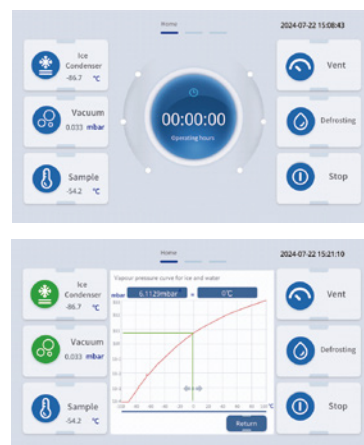 Home
2024-07-22 15:08:43
Ice
Condenser
-86.7 ℃
Vacuum
0.033 mbar
Sample
-54.2 ℃
00:00:00
Operating hours
Vent
Defrosting
Stop
Home
2024-07-22 15:21:10
Ice
Condenser
-86.7 ℃
Vacuum
0.033 mbar
Sample
-54.2 ℃
Vapour pressure curve for ice and water
mbar 6.1129mbar = 0℃
℃
Return
Vent
Defrosting
Stop